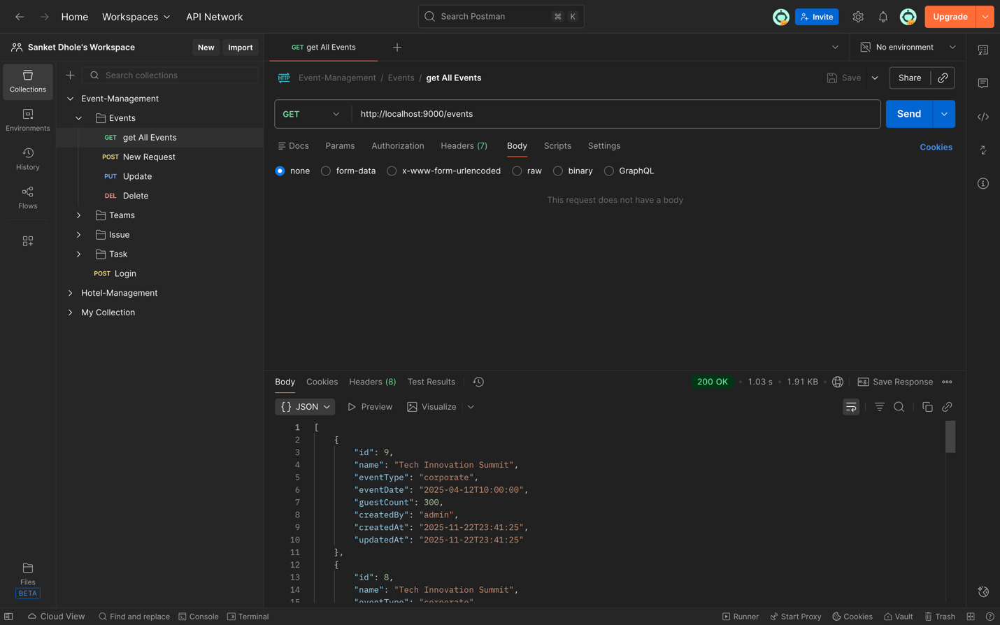 Home Workspaces API Network Search Postman ⌘ K Invite Upgrade
Sanket Dhole's Workspace New Import GET get All Events No environment
Collections
Environments
History
Flows
Files
BETA
Search collections
Event-Management
Events
GET get All Events
POST New Request
PUT Update
DEL Delete
Teams
Issue
Task
POST Login
Hotel-Management
My Collection
HTTP Event-Management / Events / get All Events Save Share
GET http://localhost:9000/events Send
Docs Params Authorization Headers (7) Body Scripts Settings Cookies
none form-data x-www-form-urlencoded raw binary GraphQL
This request does not have a body
Body Cookies Headers (8) Test Results 200 OK • 1.03 s • 1.91 KB • e.g. Save Response
{} JSON Preview Visualize
1 [
2 {
3 "id": 9,
4 "name": "Tech Innovation Summit",
5 "eventType": "corporate",
6 "eventDate": "2025-04-12T10:00:00",
7 "guestCount": 300,
8 "createdBy": "admin",
9 "createdAt": "2025-11-22T23:41:25",
10 "updatedAt": "2025-11-22T23:41:25"
11 },
12 {
13 "id": 8,
14 "name": "Tech Innovation Summit",
15 "eventType": "corporate"
Cloud View Find and replace Console Terminal Runner Start Proxy Cookies Vault Trash